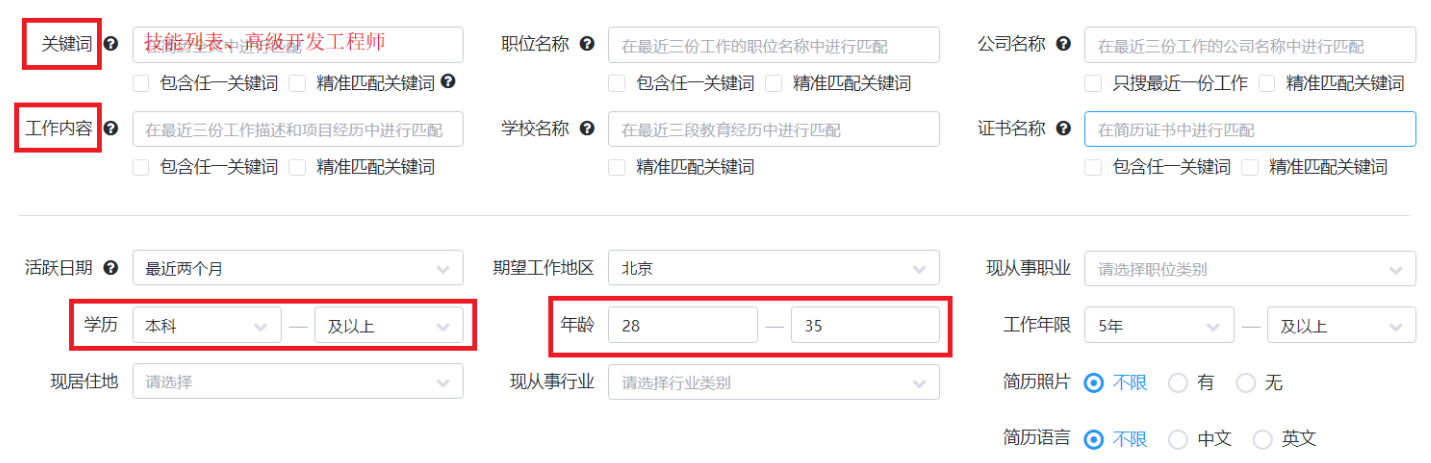 关键词 技能列表、高级开发工程师 职位名称 在最近三份工作的职位名称中进行匹配 公司名称 在最近三份工作的公司名称中进行匹配
包含任一关键词 精准匹配关键词 包含任一关键词 精准匹配关键词 只搜最近一份工作 精准匹配关键词
工作内容 在最近三份工作描述和项目经历中进行匹配 学校名称 在最近三段教育经历中进行匹配 证书名称 在简历证书中进行匹配
包含任一关键词 精准匹配关键词 精准匹配关键词 包含任一关键词 精准匹配关键词
活跃日期 最近两个月 期望工作地区 北京 现从事职业 请选择职位类别
学历 本科 — 及以上 年龄 28 — 35 工作年限 5年 — 及以上
现居住地 请选择 现从事行业 请选择行业类别 简历照片 不限 有 无
简历语言 不限 中文 英文